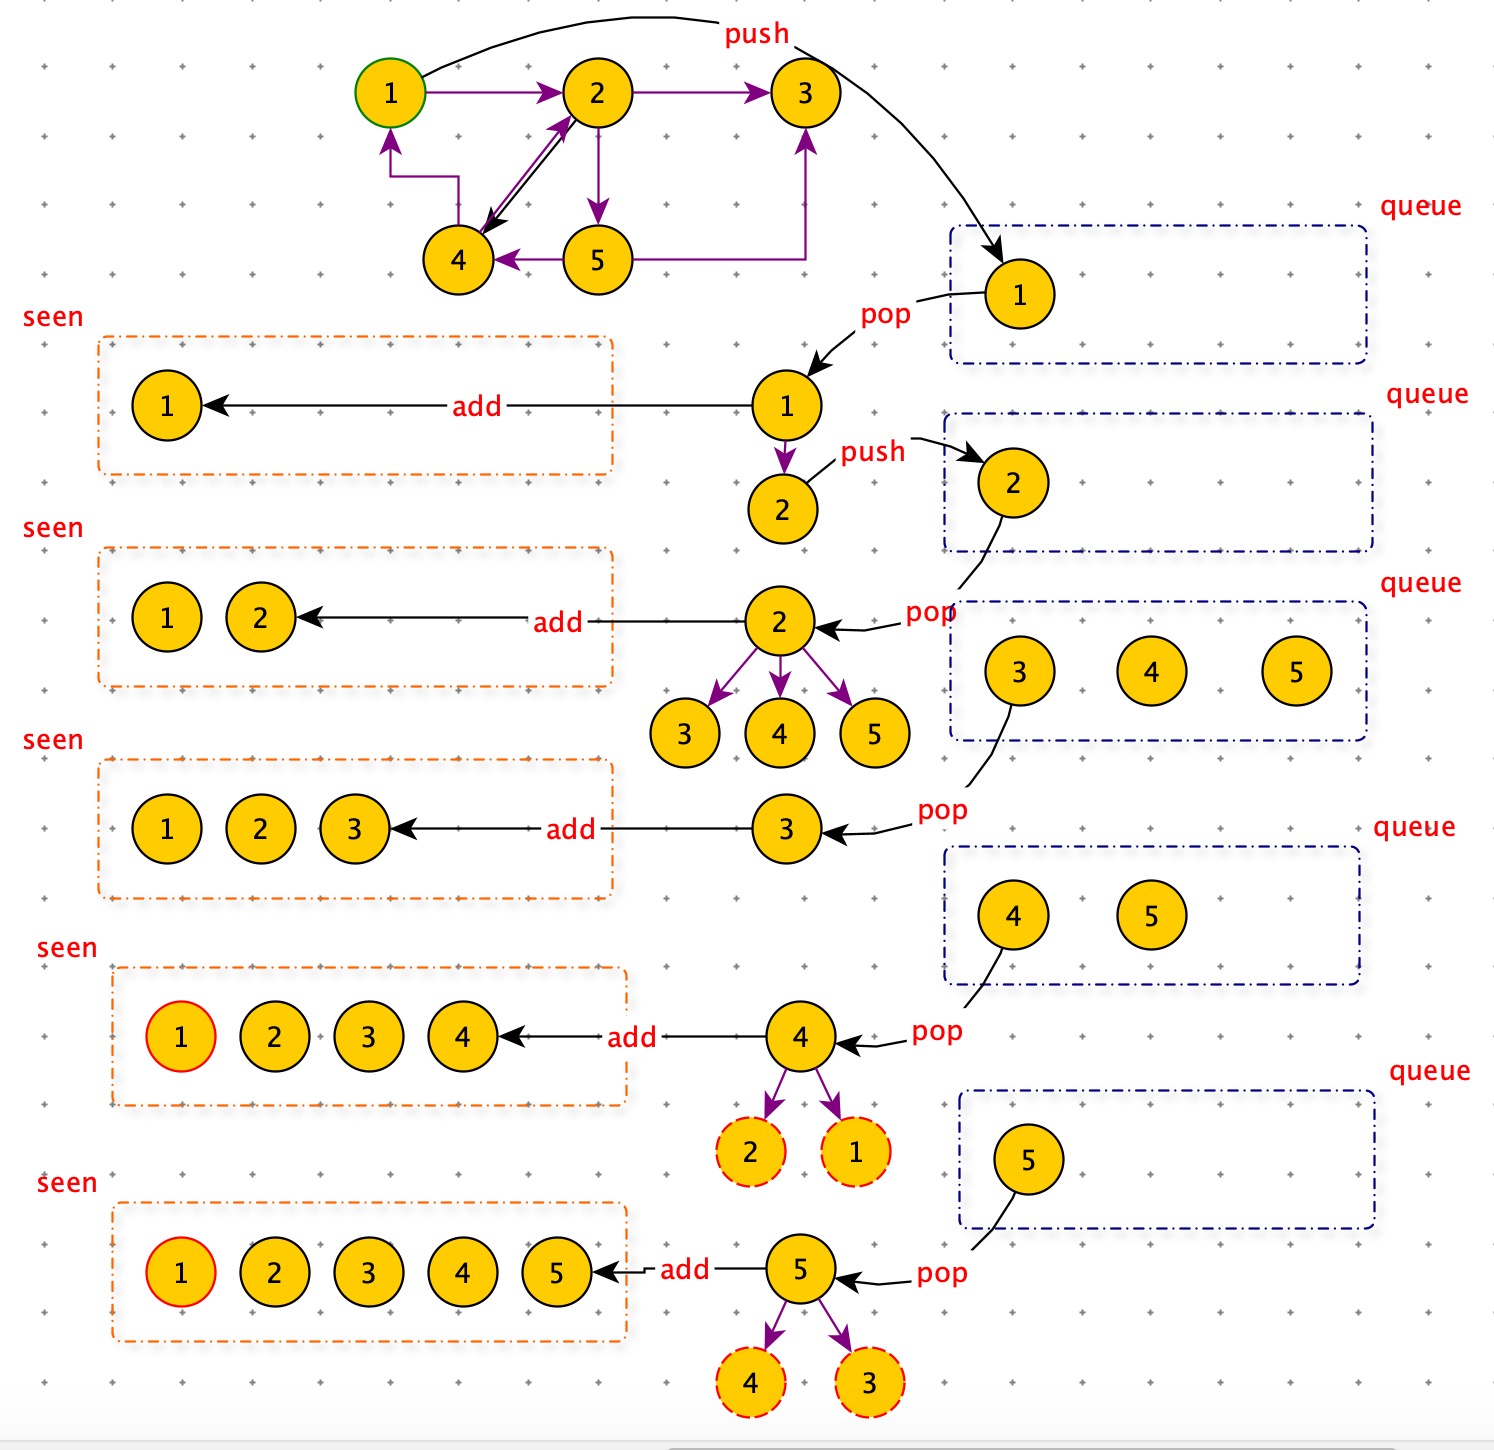 push
1 2 3
queue
4 5
1
seen
pop
queue
1 add 1
push 2
2
seen
queue
pop
1 2 add 2
3 4 5
3 4 5
seen
pop
1 2 3 add 3
queue
4 5
seen
pop
1 2 3 4 add 4
queue
2 1
5
seen
1 2 3 4 5 add 5 pop
4 3